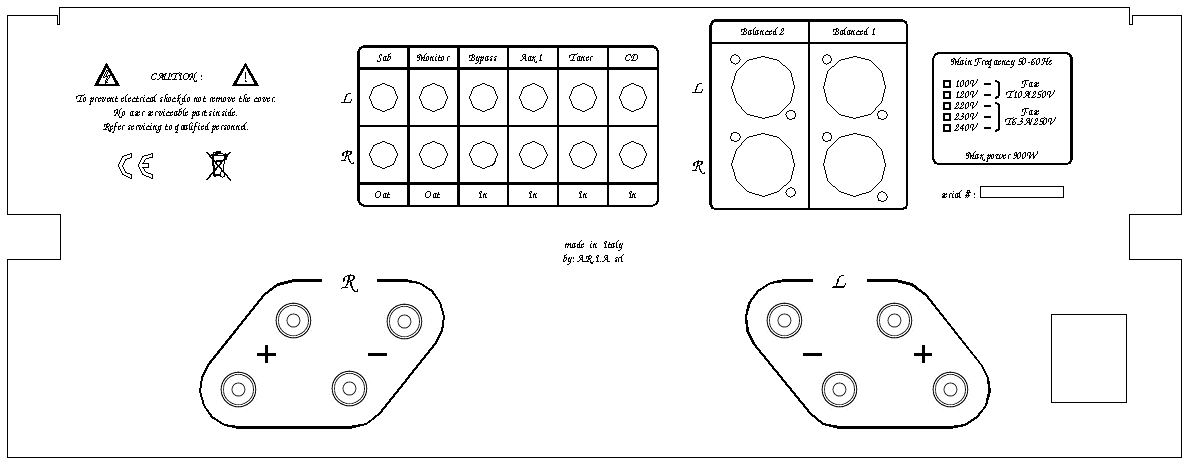 CAUTION :
To prevent electrical shock do not remove the cover.
No user serviceable part inside.
Refer servicing to qualified personnel.
CE
Sub Monitor Bypass Aux 1 Tuner CD
L
R
Out Out In In In In
Balanced 2 Balanced 1
L
R
Main Frequency 50-60Hz
100V
120V
Fuse
T10A250V
220V
230V
240V
Fuse
T6.3A250V
Max power 900W
serial # :
made in Italy
by: A.R.I.A. srl
R
+ −
L
− +